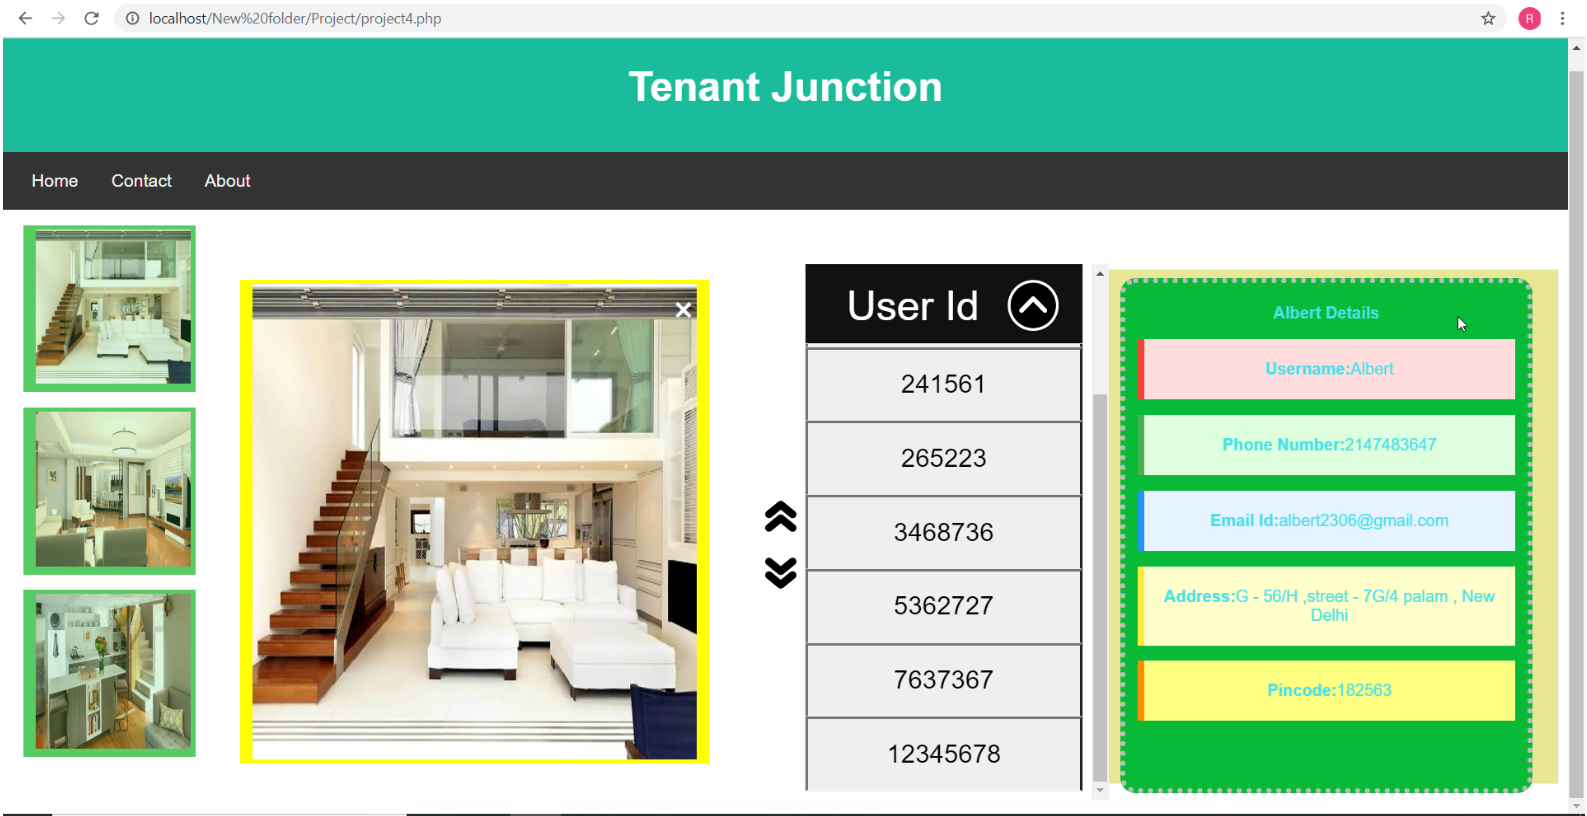 localhost/New%20folder/Project/project4.php
R
Tenant Junction
Home Contact About
×
User Id
241561
265223
3468736
5362727
7637367
12345678
Albert Details
Username:Albert
Phone Number:2147483647
Email Id:albert2306@gmail.com
Address:G - 56/H ,street - 7G/4 palam , New
Delhi
Pincode:182563